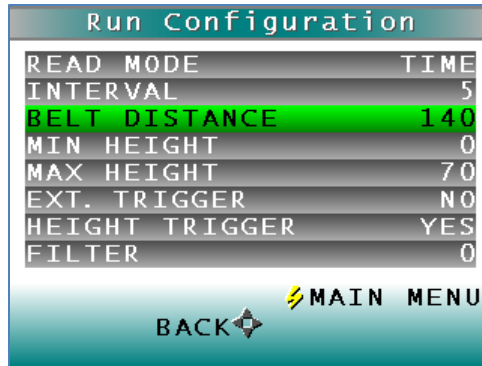 Run Configuration
READ MODE TIME
INTERVAL 5
BELT DISTANCE 140
MIN HEIGHT 0
MAX HEIGHT 70
EXT. TRIGGER NO
HEIGHT TRIGGER YES
FILTER 0
MAIN MENU
BACK